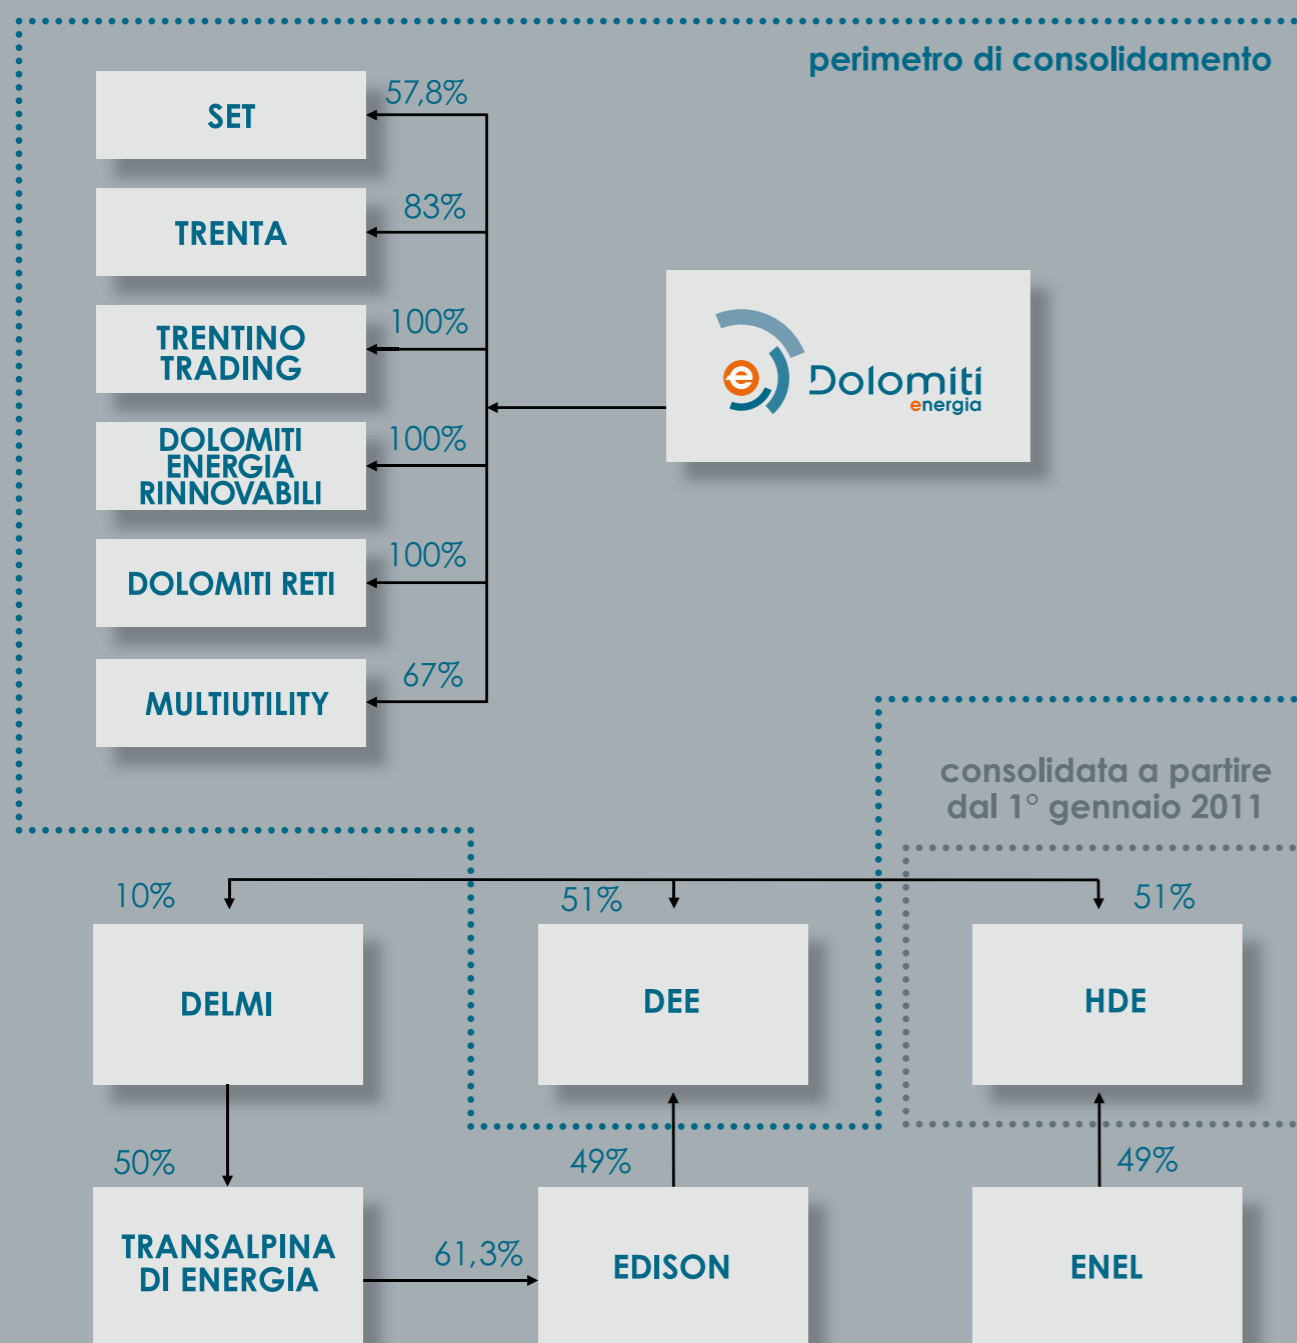 perimetro di consolidamento
57,8%
SET
83%
TRENTA
100%
TRENTINO
TRADING
Dolomiti
energia
100%
DOLOMITI
ENERGIA
RINNOVABILI
100%
DOLOMITI RETI
67%
MULTIUTILITY
consolidata a partire
dal 1° gennaio 2011
10%
51%
51%
DELMI
DEE
HDE
50%
49%
49%
TRANSALPINA
DI ENERGIA
61,3%
EDISON
ENEL